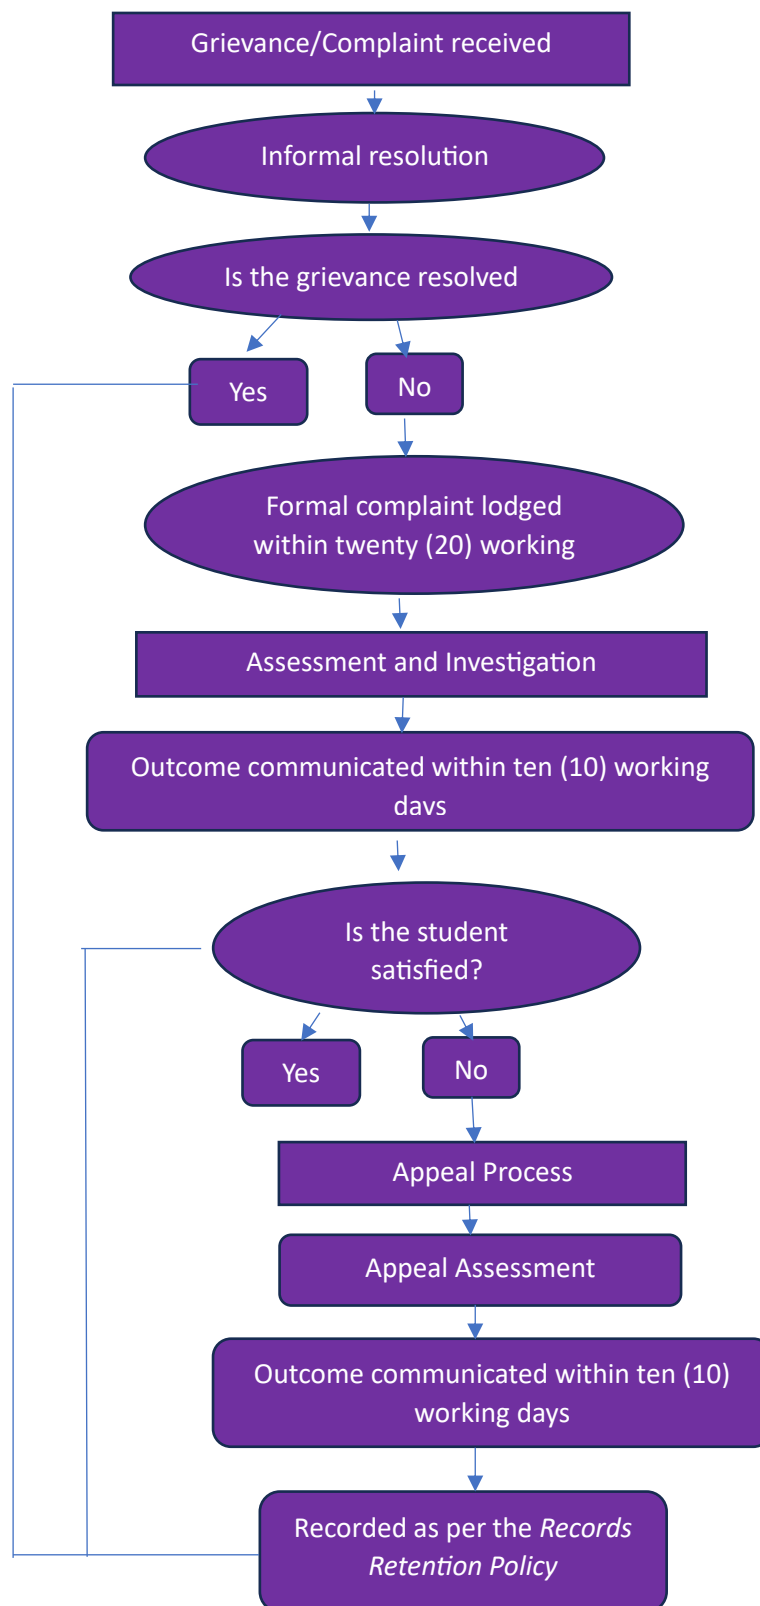 Grievance/Complaint received
Informal resolution
Is the grievance resolved
Yes
No
Formal complaint lodged
within twenty (20) working
Assessment and Investigation
Outcome communicated within ten (10) working
days
Is the student
satisfied?
Yes
No
Appeal Process
Appeal Assessment
Outcome communicated within ten (10)
working days
Recorded as per the Records
Retention Policy